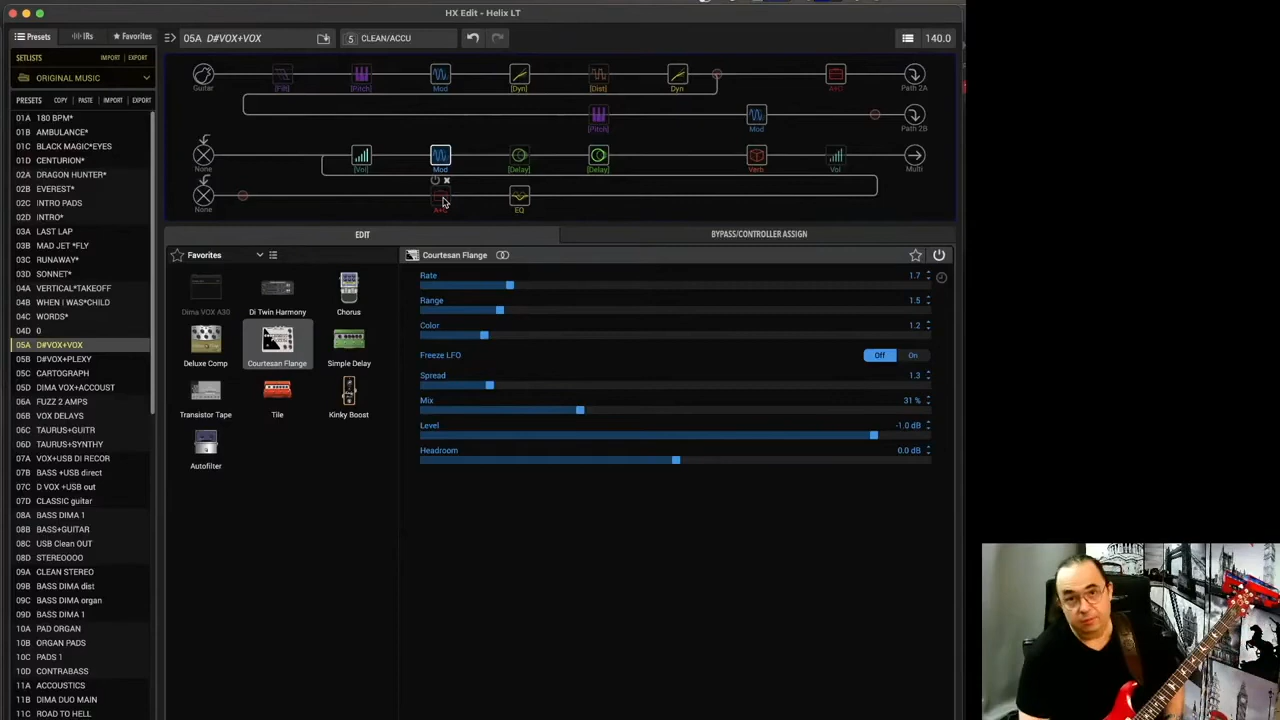 HX Edit - Helix LT
Presets
IRs
Favorites
05A D#VOX+VOX
5 CLEAN/ACCU
140.0
SETLISTS
IMPORT EXPORT
ORIGINAL MUSIC
PRESETS COPY PASTE IMPORT EXPORT
01A 180 BPM*
01B AMBULANCE*
01C BLACK MAGIC*EYES
01D CENTURION*
02A DRAGON HUNTER*
02B EVEREST*
02C INTRO PADS
02D INTRO*
03A LAST LAP
03B MAD JET *FLY
03C RUNAWAY*
03D SONNET*
04A VERTICAL*TAKEOFF
04B WHEN I WAS*CHILD
04C WORDS*
04D 0
05A D#VOX+VOX
05B D#VOX+PLEXY
05C CARTOGRAPH
05D DIMA VOX+ACCOUST
06A FUZZ 2 AMPS
06B VOX DELAYS
06C TAURUS+GUITR
06D TAURUS+SYNTHY
07A VOX+USB DI RECOR
07B BASS +USB direct
07C D VOX +USB out
07D CLASSIC guitar
08A BASS DIMA 1
08B BASS+GUITAR
08C USB Clean OUT
08D STEREOOOO
09A CLEAN STEREO
09B BASS DIMA dist
09C BASS DIMA organ
09D BASS DIMA 1
10A PAD ORGAN
10B ORGAN PADS
10C PADS 1
10D CONTRABASS
11A ACCOUSTICS
11B DIMA DUO MAIN
11C ROAD TO HELL
Guitar
[Filt]
[Pitch]
Mod
[Dyn]
[Dist]
Dyn
A+C
Path 2A
[Pitch]
Mod
Path 2B
None
[Vol]
Mod
[Delay]
[Delay]
Verb
Vol
Multi
None
A+C
EQ
EDIT
BYPASS/CONTROLLER ASSIGN
Favorites
Dima VOX A30
Di Twin Harmony
Chorus
Deluxe Comp
Courtesan Flange
Simple Delay
Transistor Tape
Tile
Kinky Boost
Autofilter
Courtesan Flange
Rate 1.7
Range 1.5
Color 1.2
Freeze LFO Off On
Spread 1.3
Mix 31 %
Level -1.0 dB
Headroom 0.0 dB